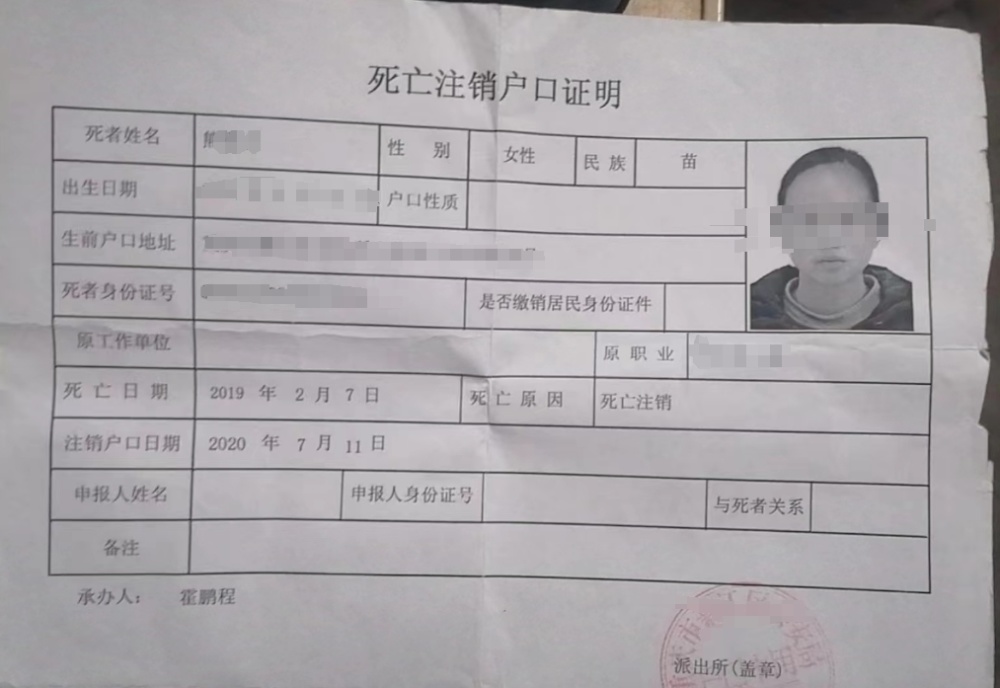 死亡注销户口证明
死者姓名 性 别 女性 民 族 苗
出生日期 户口性质
生前户口地址 号
死者身份证号 是否缴销居民身份证件
原工作单位 原 职 业
死 亡 日 期 2019 年 2 月 7 日 死 亡 原 因 死亡注销
注销户口日期 2020 年 7 月 11 日
申报人姓名 申报人身份证号 与死者关系
备注
承办人： 霍鹏程
派出所(盖章)